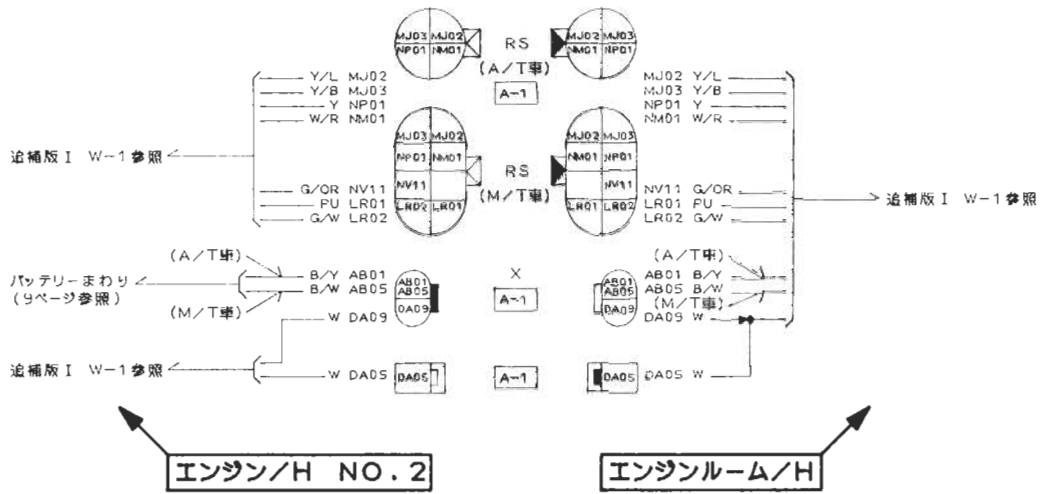 MJ03 MJ02
NP01 NM01
RS
MJ02 MJ03
NM01 NP01
(A/T車)
A-1
Y/L MJ02
Y/B MJ03
Y NP01
W/R NM01
MJ02 Y/L
MJ03 Y/B
NP01 Y
NM01 W/R
MJ03 MJ02
NP01 NM01
NV11
LR02 LR01
RS
(M/T車)
MJ02 MJ03
NM01 NP01
NV11
LR01 LR02
追補版I W-1参照
G/OR NV11
PU LR01
G/W LR02
NV11 G/OR
LR01 PU
LR02 G/W
追補版I W-1参照
(A/T車)
バッテリーまわり
(9ページ参照)
B/Y AB01
B/W AB05
(M/T車)
AB01
AB05
DA09
X
A-1
AB01
AB05
DA09
(A/T車)
AB01 B/Y
AB05 B/W
(M/T車)
W DA09
DA09 W
追補版I W-1参照
W DA05
DA05
A-1
DA05
DA05 W
エンジン/H NO.2
エンジンルーム/H